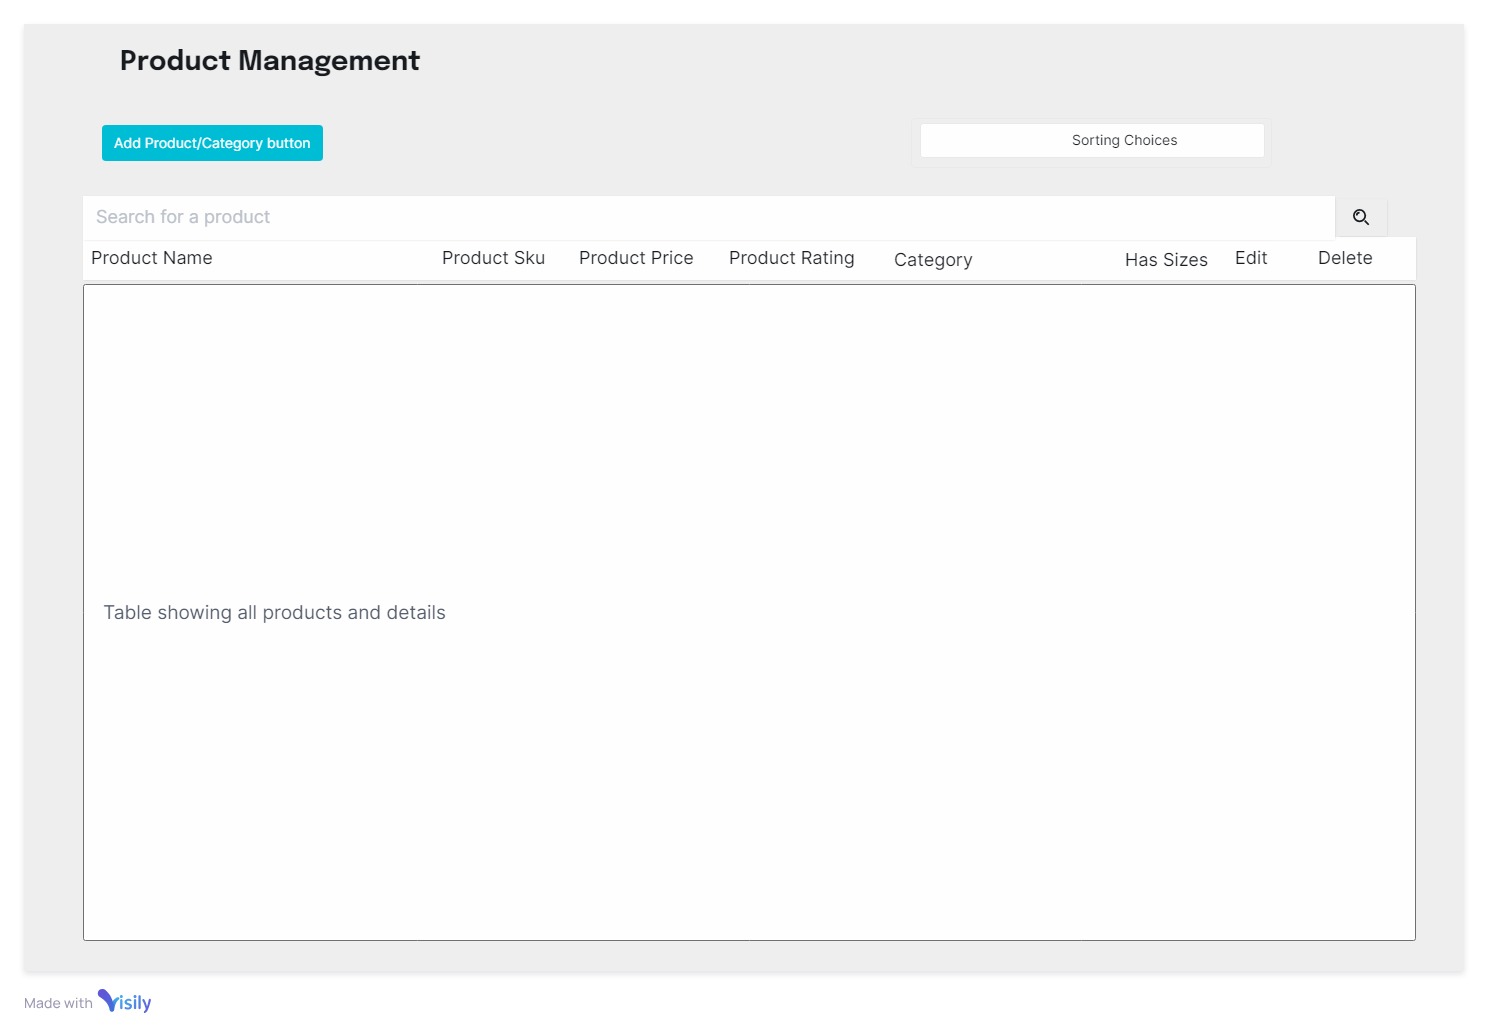 Product Management
Add Product/Category button
Sorting Choices
Search for a product
Product Name Product Sku Product Price Product Rating Category Has Sizes Edit Delete
Table showing all products and details
Made with Visily